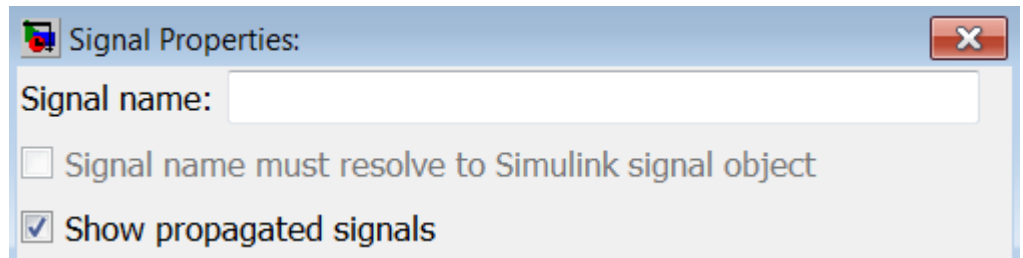 Signal Properties:
Signal name:
Signal name must resolve to Simulink signal object
Show propagated signals